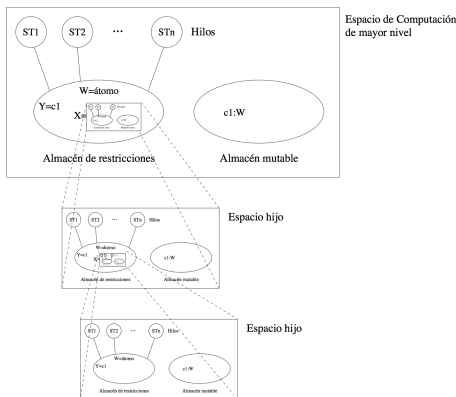 ST1 ST2 ... STn Hilos
Espacio de Computación
de mayor nivel
W=átomo
Y=c1
X=
c1:W
Almacén de restricciones
Almacén mutable
Espacio hijo
ST1 ST2 ... STn Hilos
W=átomo
Y=c1
X=
c1:W
Almacén de restricciones
Almacén mutable
Espacio hijo
ST1 ST2 ... STn Hilos
W=átomo
Y=c1
c1:W
Almacén de restricciones
Almacén mutable